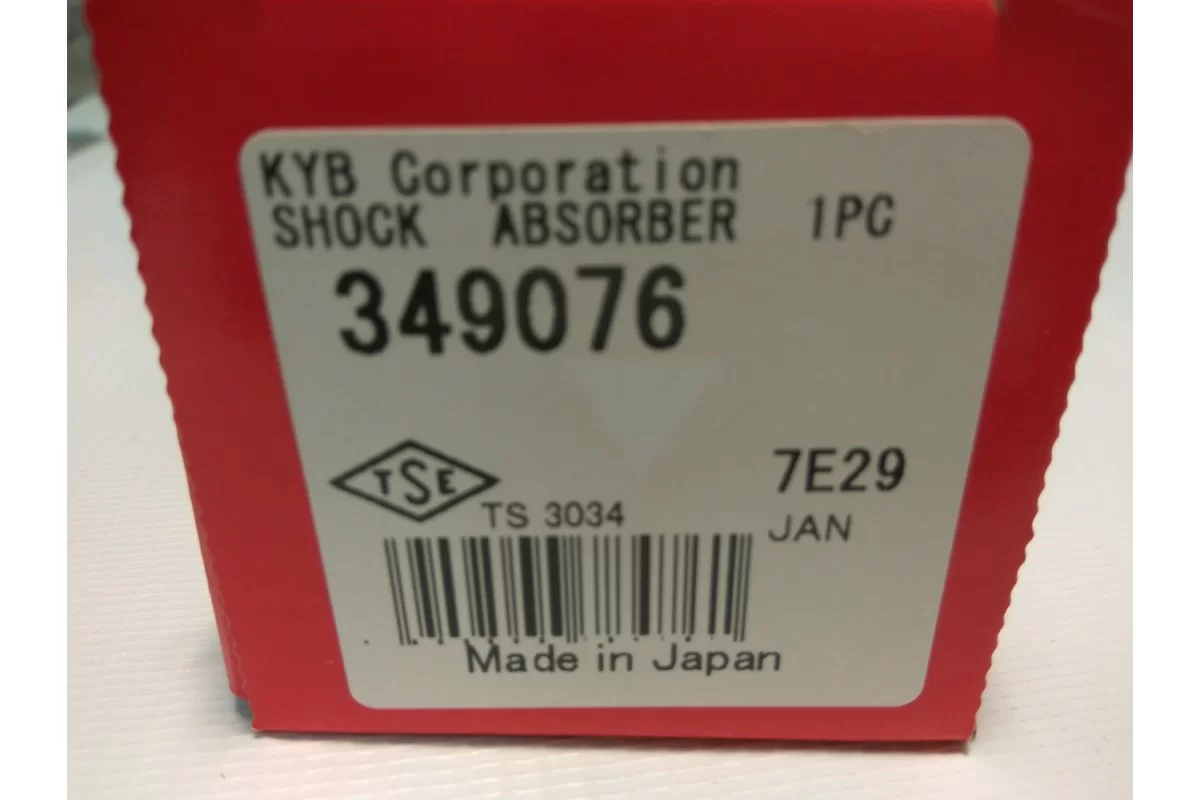 KYB Corporation
SHOCK ABSORBER 1PC
349076
TSE
TS 3034
7E29
JAN
Made in Japan